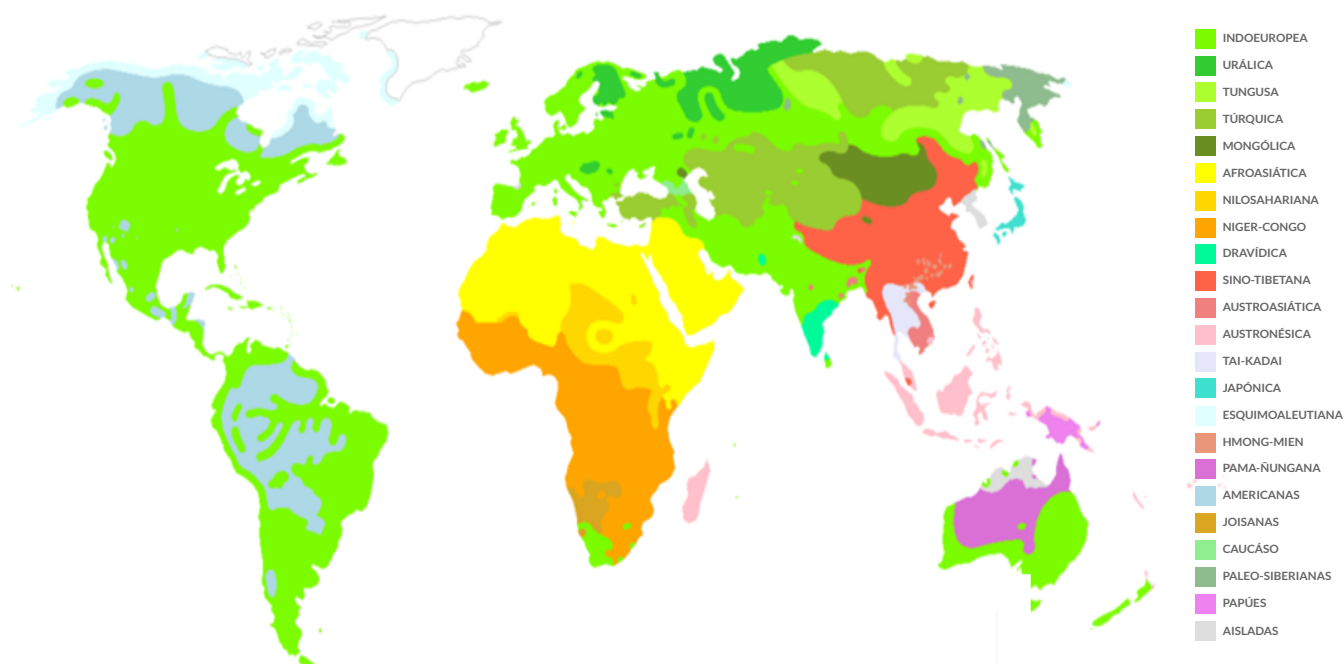 INDOEUROPEA
URÁLICA
TUNGUSA
TÚRQUICA
MONGÓLICA
AFROASIÁTICA
NILOSAHARIANA
NIGER-CONGO
DRAVÍDICA
SINO-TIBETANA
AUSTROASIÁTICA
AUSTRONÉSICA
TAI-KADAI
JAPÓNICA
ESQUIMOALEUTIANA
HMONG-MIEN
PAMA-ÑUNGANA
AMERICANAS
JOISANAS
CAUCÁSO
PALEO-SIBERIANAS
PAPÚES
AISLADAS